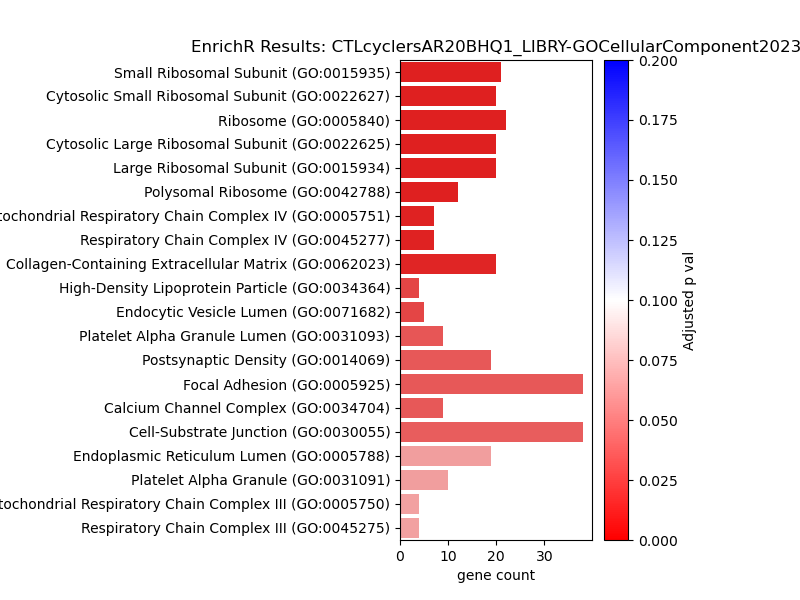 EnrichR Results: CTLcyclersAR20BHQ1_LIBRY-GOCellularComponent2023
Small Ribosomal Subunit (GO:0015935)
Cytosolic Small Ribosomal Subunit (GO:0022627)
Ribosome (GO:0005840)
Cytosolic Large Ribosomal Subunit (GO:0022625)
Large Ribosomal Subunit (GO:0015934)
Polysomal Ribosome (GO:0042788)
tochondrial Respiratory Chain Complex IV (GO:0005751)
Respiratory Chain Complex IV (GO:0045277)
Collagen-Containing Extracellular Matrix (GO:0062023)
High-Density Lipoprotein Particle (GO:0034364)
Endocytic Vesicle Lumen (GO:0071682)
Platelet Alpha Granule Lumen (GO:0031093)
Postsynaptic Density (GO:0014069)
Focal Adhesion (GO:0005925)
Calcium Channel Complex (GO:0034704)
Cell-Substrate Junction (GO:0030055)
Endoplasmic Reticulum Lumen (GO:0005788)
Platelet Alpha Granule (GO:0031091)
tochondrial Respiratory Chain Complex III (GO:0005750)
Respiratory Chain Complex III (GO:0045275)
0 10 20 30
gene count
0.200
0.175
0.150
0.125
0.100
0.075
0.050
0.025
0.000
Adjusted p val